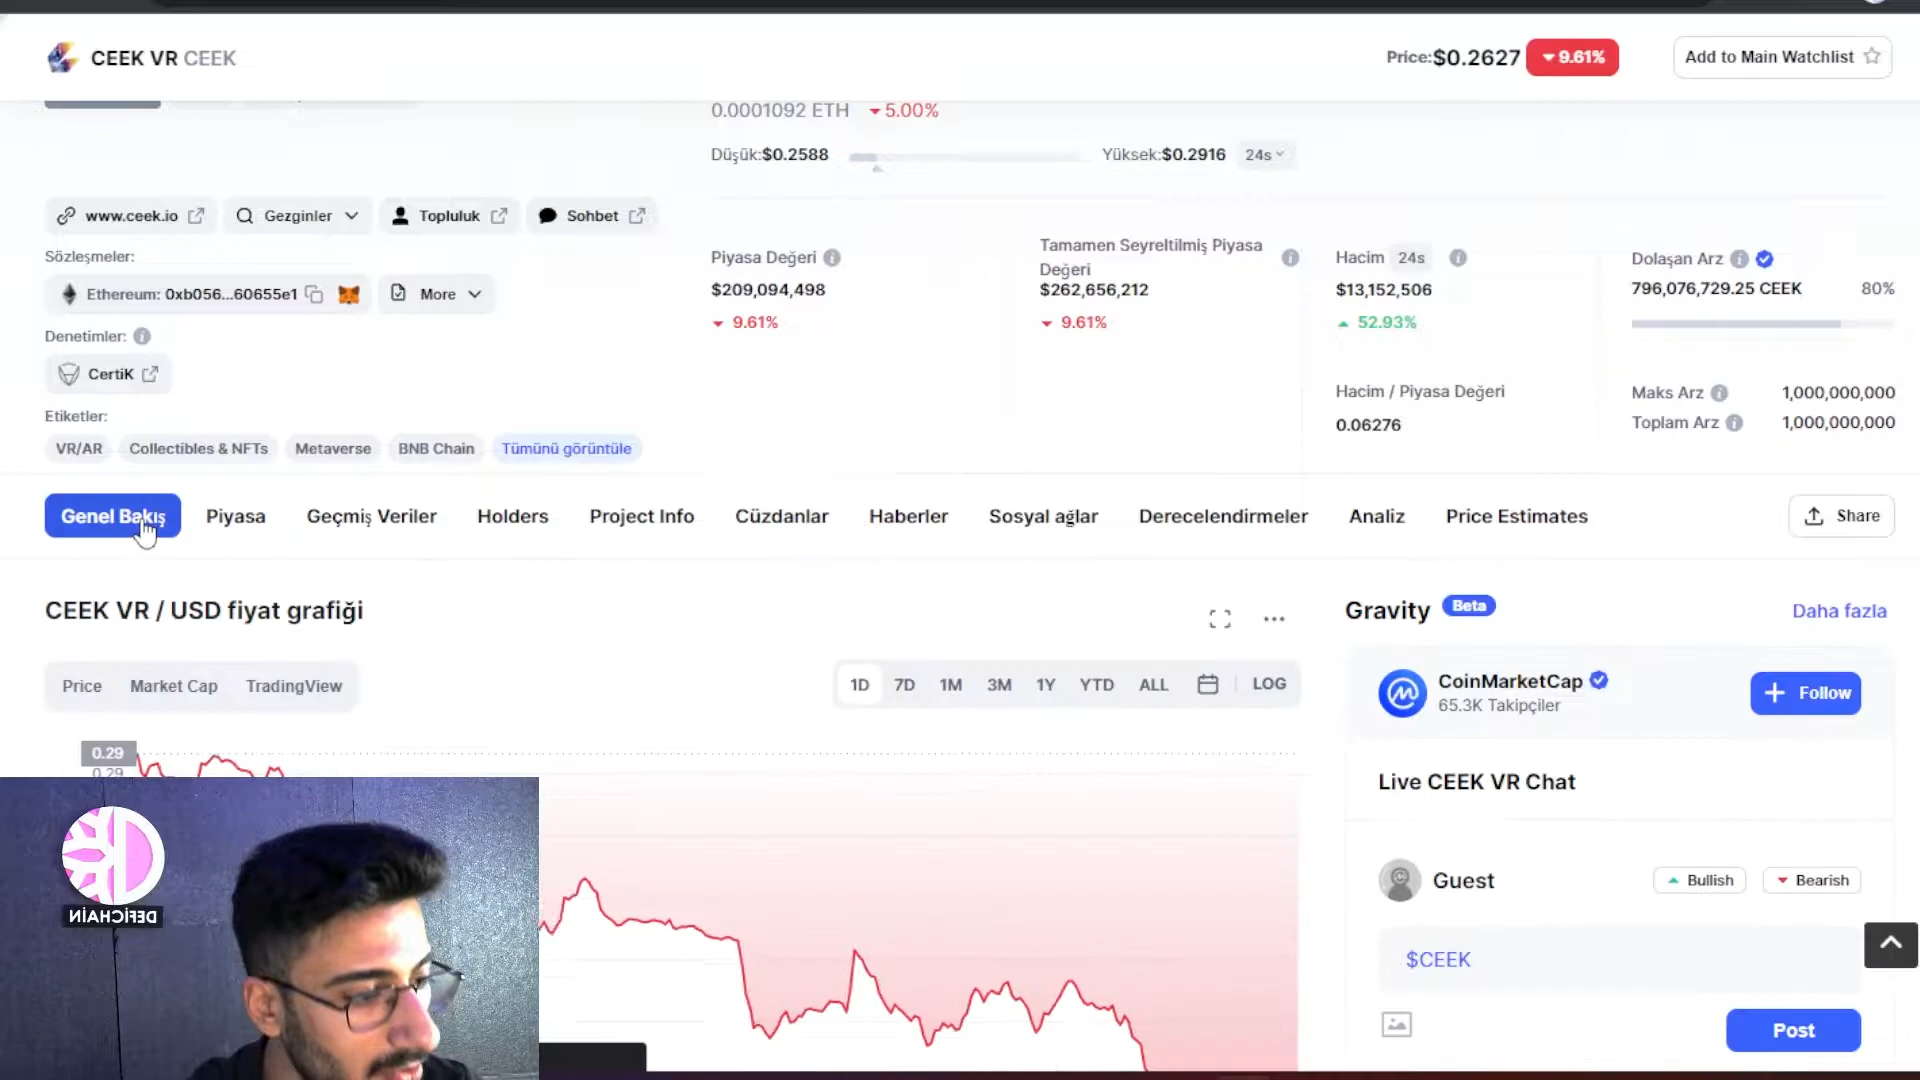 CEEK VR CEEK
Price:$0.2627
9.61%
Add to Main Watchlist
0.0001092 ETH
5.00%
Düşük:$0.2588
Yüksek:$0.2916
24s
www.ceek.io
Gezginler
Topluluk
Sohbet
Sözleşmeler:
Ethereum: 0xb056...60655e1
More
Denetimler:
CertiK
Etiketler:
VR/AR
Collectibles & NFTs
Metaverse
BNB Chain
Tümünü görüntüle
Piyasa Değeri
$209,094,498
9.61%
Tamamen Seyreltilmiş Piyasa
Değeri
$262,656,212
9.61%
Hacim 24s
$13,152,506
52.93%
Hacim / Piyasa Değeri
0.06276
Dolaşan Arz
796,076,729.25 CEEK
80%
Maks Arz
1,000,000,000
Toplam Arz
1,000,000,000
Genel Bakış
Piyasa
Geçmiş Veriler
Holders
Project Info
Cüzdanlar
Haberler
Sosyal ağlar
Derecelendirmeler
Analiz
Price Estimates
Share
CEEK VR / USD fiyat grafiği
Price
Market Cap
TradingView
1D
7D
1M
3M
1Y
YTD
ALL
LOG
0.29
0.29
Gravity Beta
Daha fazla
CoinMarketCap
65.3K Takipçiler
Follow
Live CEEK VR Chat
Guest
Bullish
Bearish
$CEEK
Post
DEFİCHAİN